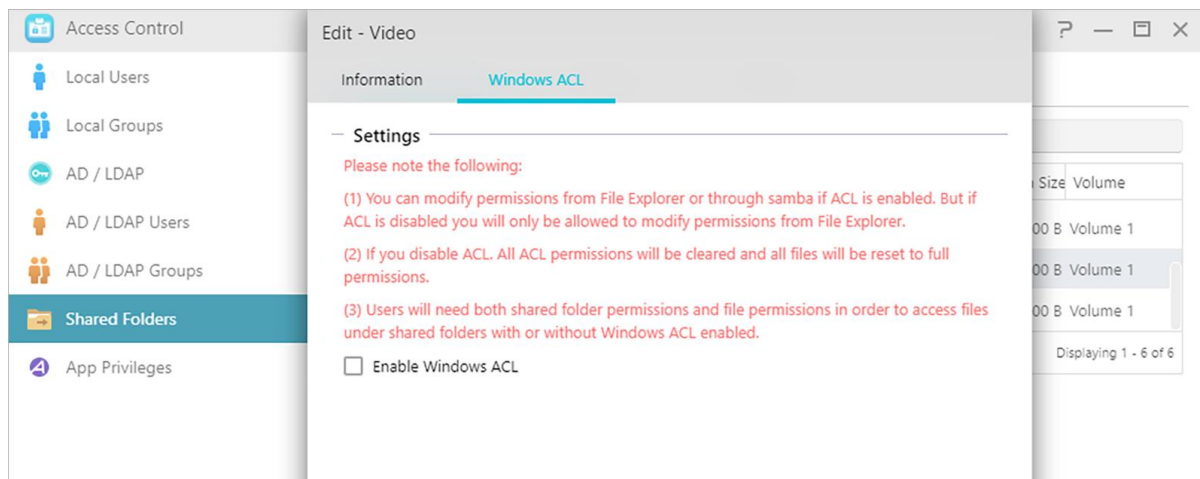 Access Control
Local Users
Local Groups
AD / LDAP
AD / LDAP Users
AD / LDAP Groups
Shared Folders
App Privileges
Edit - Video
Information
Windows ACL
Settings
Please note the following:
(1) You can modify permissions from File Explorer or through samba if ACL is enabled. But if
ACL is disabled you will only be allowed to modify permissions from File Explorer.
(2) If you disable ACL. All ACL permissions will be cleared and all files will be reset to full
permissions.
(3) Users will need both shared folder permissions and file permissions in order to access files
under shared folders with or without Windows ACL enabled.
Enable Windows ACL
?
Size Volume
00 B Volume 1
00 B Volume 1
00 B Volume 1
Displaying 1 - 6 of 6